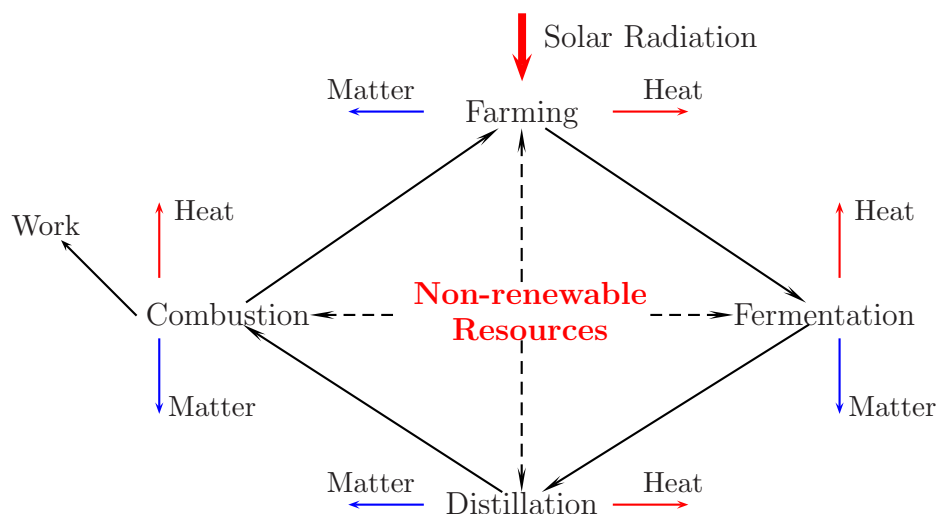 Solar Radiation
Matter
Heat
Farming
Heat
Heat
Work
Non-renewable
Resources
Combustion
Fermentation
Matter
Matter
Matter
Heat
Distillation